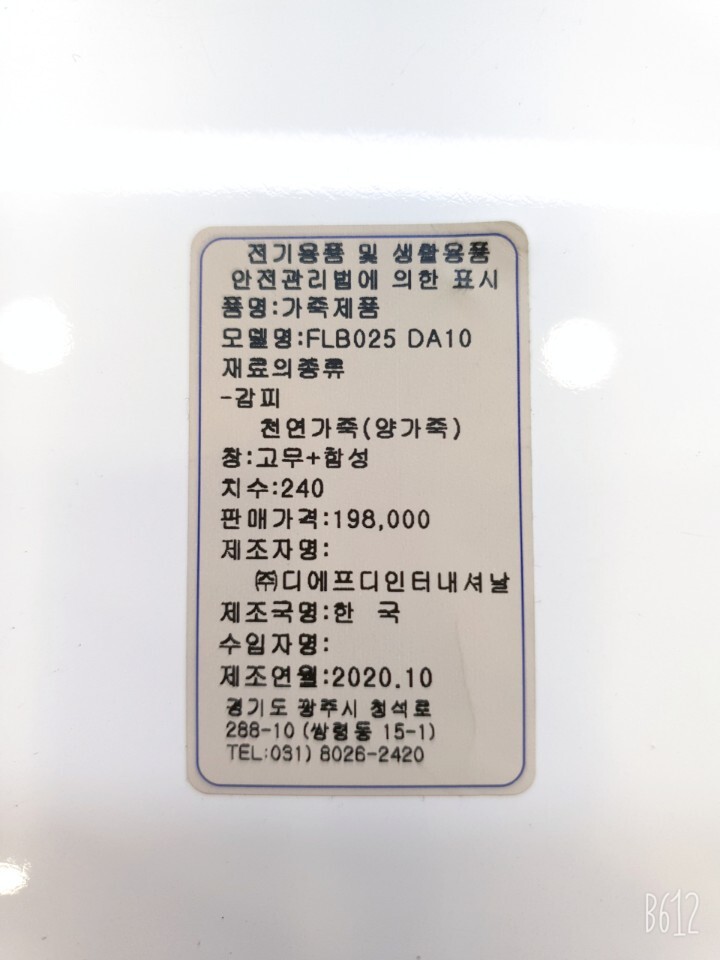 전기용품 및 생활용품
안전관리법에 의한 표시
품명:가죽제품
모델명:FLB025 DA10
재료의종류
-감피
천연가죽(양가죽)
창:고무+합성
치수:240
판매가격:198,000
제조자명:
㈜디에프디인터내셔날
제조국명:한 국
수입자명:
제조연월:2020.10
경기도 광주시 청석로
288-10 (쌍령동 15-1)
TEL:031) 8026-2420
B612